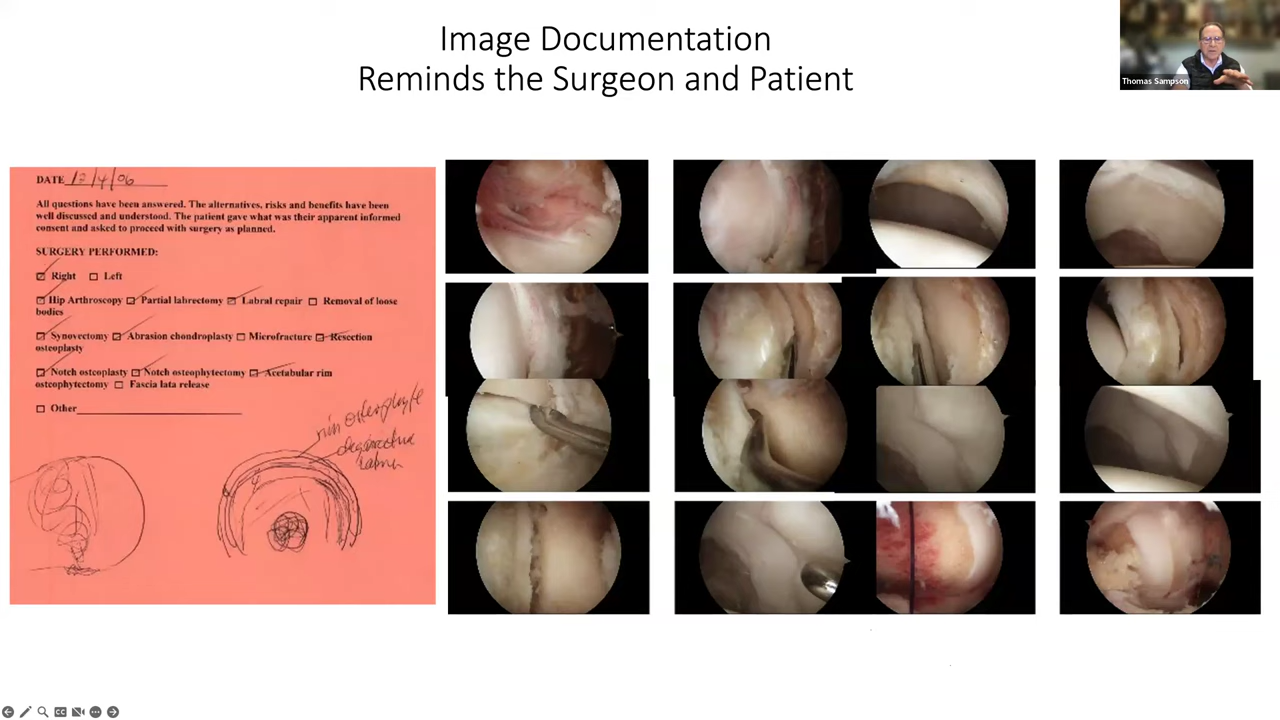 Image Documentation
Reminds the Surgeon and Patient
Thomas Sampson
DATE 12/4/06
All questions have been answered. The alternatives, risks and benefits have been
well discussed and understood. The patient gave what was their apparent informed
consent and asked to proceed with surgery as planned.
SURGERY PERFORMED:
Right Left
Hip Arthroscopy Partial labrectomy Labral repair Removal of loose
bodies
Synovectomy Abrasion chondroplasty Microfracture Resection
osteoplasty
Notch osteoplasty Notch osteophytectomy Acetabular rim
osteophytectomy Fascia lata release
Other
rim osteophyte
CC